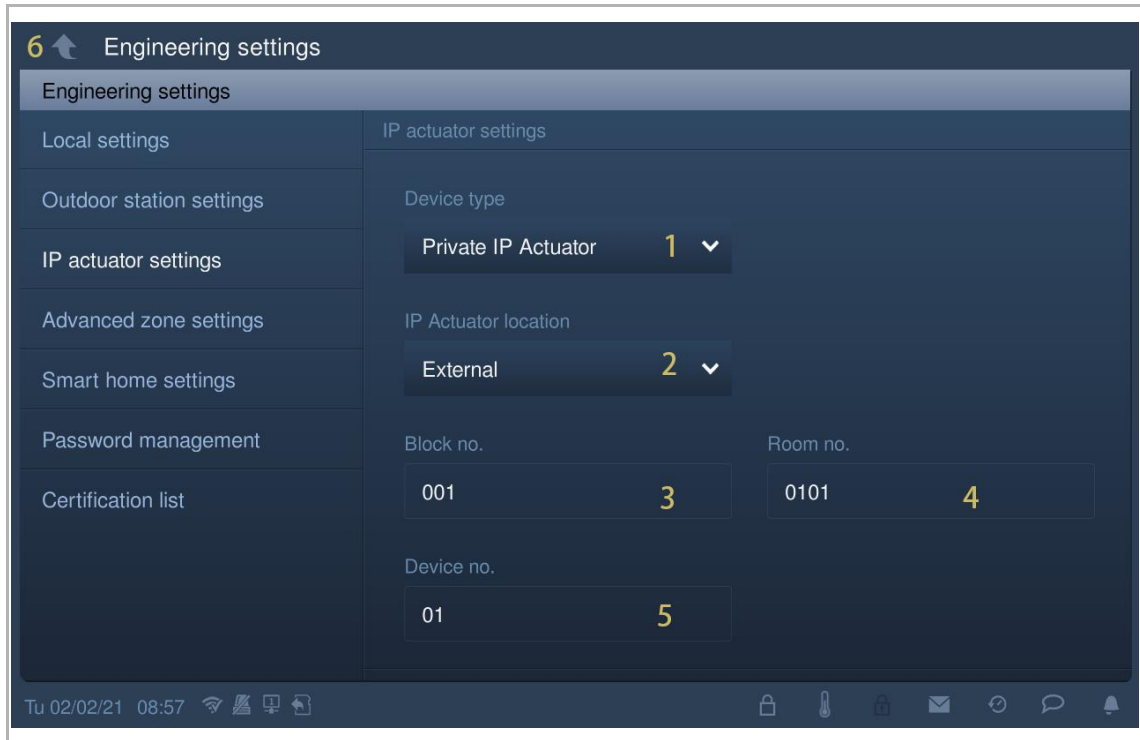 6 Engineering settings
Engineering settings
Local settings
Outdoor station settings
IP actuator settings
Advanced zone settings
Smart home settings
Password management
Certification list
IP actuator settings
Device type
Private IP Actuator 1
IP Actuator location
External 2
Block no. Room no.
001 3 0101 4
Device no.
01 5
Tu 02/02/21 08:57